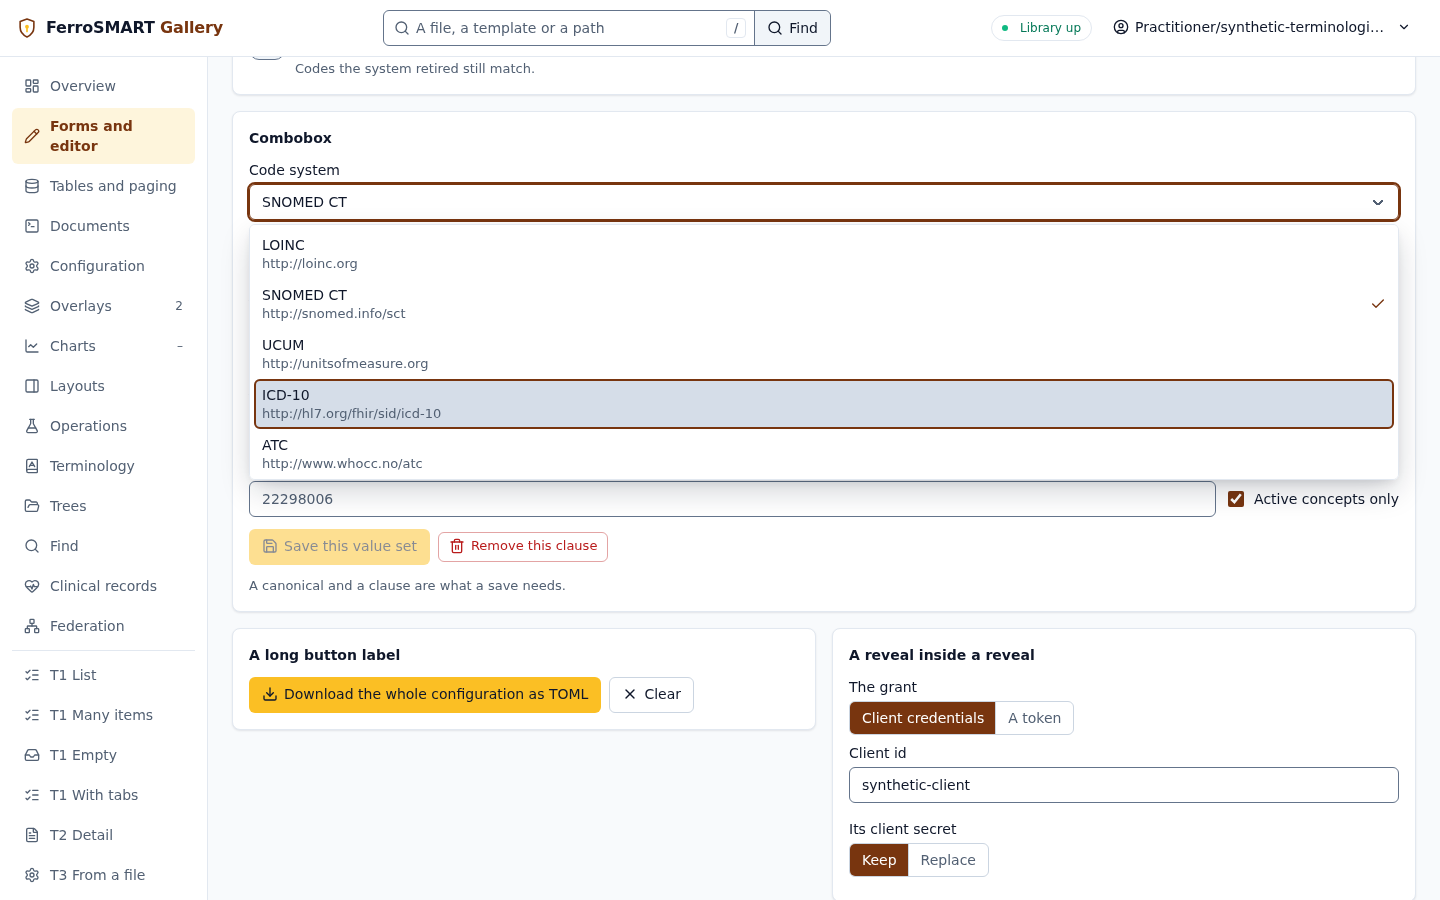 FerroSMART Gallery
A file, a template or a path
/
Find
Library up
Practitioner/synthetic-terminologi...
Overview
Forms and
editor
Tables and paging
Documents
Configuration
Overlays 2
Charts –
Layouts
Operations
Terminology
Trees
Find
Clinical records
Federation
T1 List
T1 Many items
T1 Empty
T1 With tabs
T2 Detail
T3 From a file
Codes the system retired still match.
Combobox
Code system
SNOMED CT
LOINC
http://loinc.org
SNOMED CT
http://snomed.info/sct
UCUM
http://unitsofmeasure.org
ICD-10
http://hl7.org/fhir/sid/icd-10
ATC
http://www.whocc.no/atc
22298006
Active concepts only
Save this value set
Remove this clause
A canonical and a clause are what a save needs.
A long button label
Download the whole configuration as TOML
Clear
A reveal inside a reveal
The grant
Client credentials
A token
Client id
synthetic-client
Its client secret
Keep
Replace